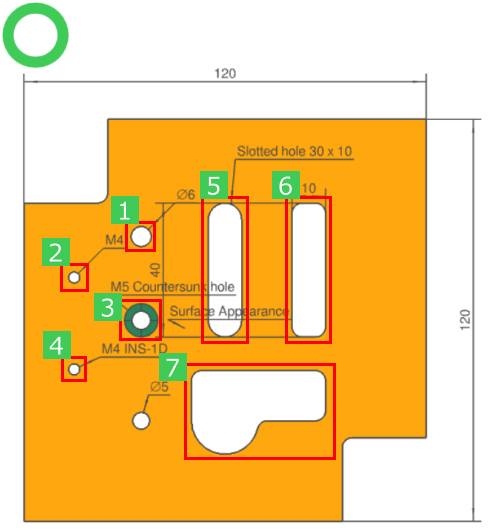 120
Slotted hole 30 x 10
5
6
10
1
Ø6
2
M4
40
120
M5 Countersunk hole
3
Surface Appearance
4
M4 INS-1D
7
Ø5